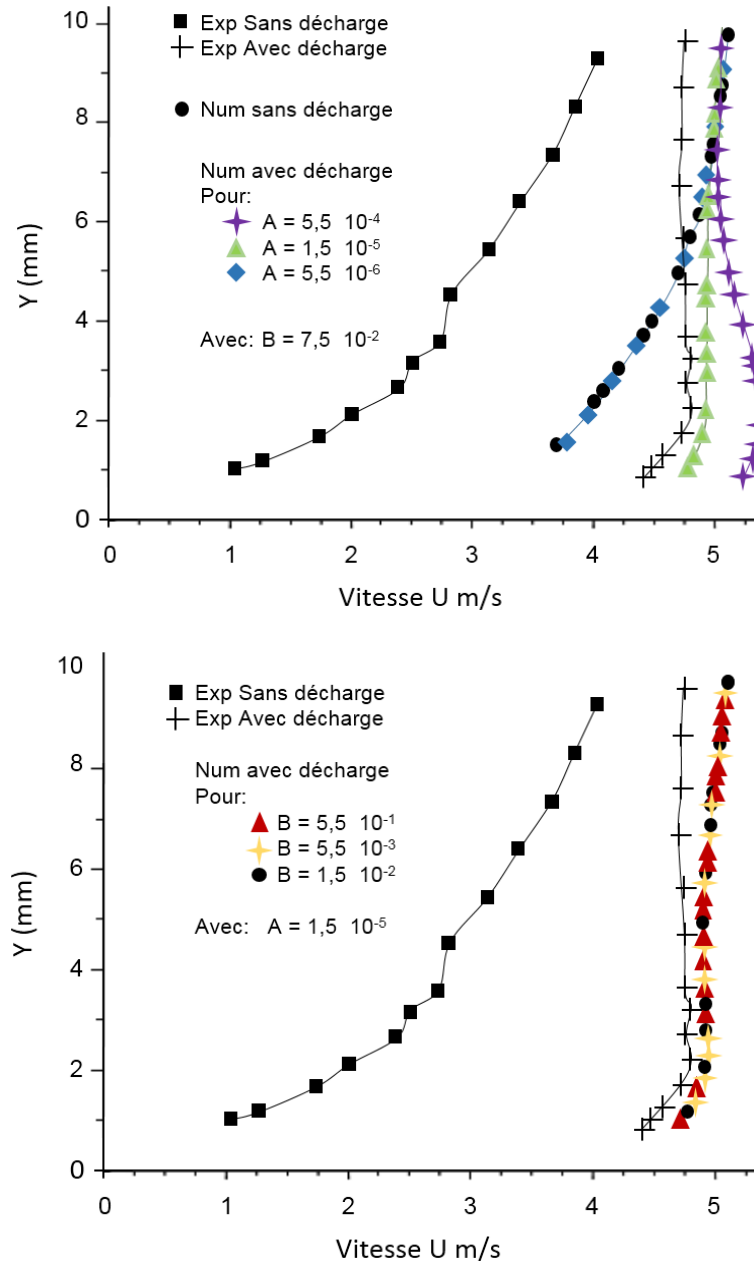 10
8
6
4
2
0
Y (mm)
Exp Sans décharge
Exp Avec décharge
Num sans décharge
Num avec décharge
Pour:
A = 5,5 10-4
A = 1,5 10-5
A = 5,5 10-6
Avec: B = 7,5 10-2
0 1 2 3 4 5
Vitesse U m/s
10
8
6
4
2
0
Y (mm)
Exp Sans décharge
Exp Avec décharge
Num avec décharge
Pour:
B = 5,5 10-1
B = 5,5 10-3
B = 1,5 10-2
Avec: A = 1,5 10-5
0 1 2 3 4 5
Vitesse U m/s